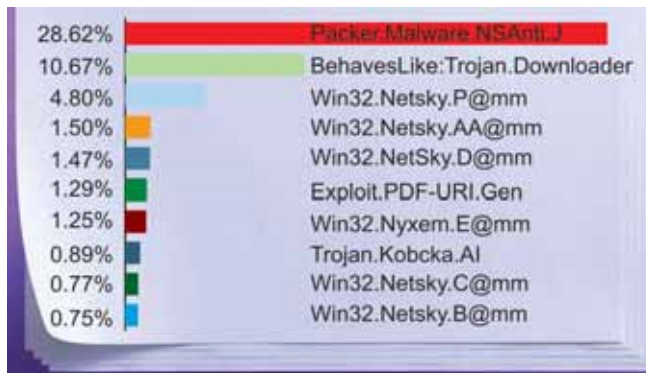 28.62% Packer.Malware.NSAnti.J
10.67% BehavesLike:Trojan.Downloader
4.80% Win32.Netsky.P@mm
1.50% Win32.Netsky.AA@mm
1.47% Win32.NetSky.D@mm
1.29% Exploit.PDF-URI.Gen
1.25% Win32.Nyxem.E@mm
0.89% Trojan.Kobcka.AI
0.77% Win32.Netsky.C@mm
0.75% Win32.Netsky.B@mm